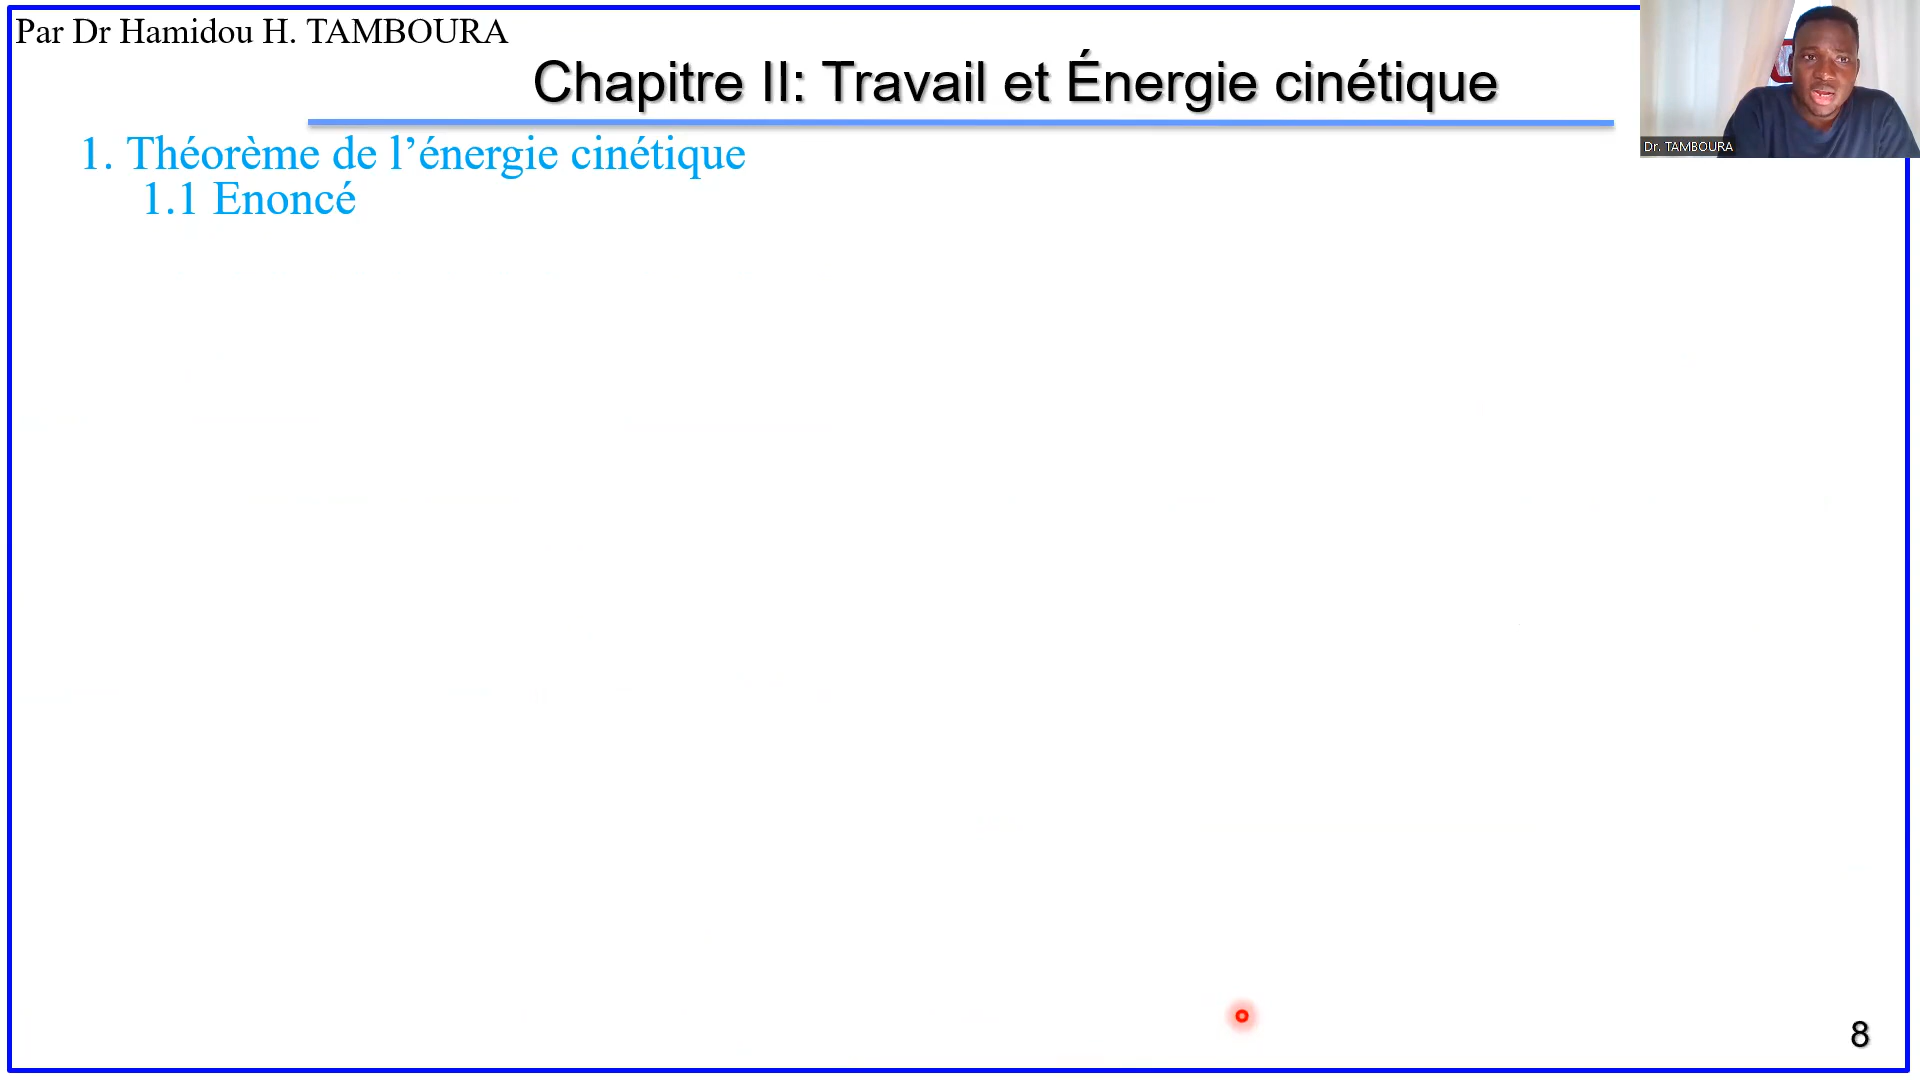 Par Dr Hamidou H. TAMBOURA
Chapitre II: Travail et Énergie cinétique
Dr. TAMBOURA
1. Théorème de l’énergie cinétique
1.1 Enoncé
8